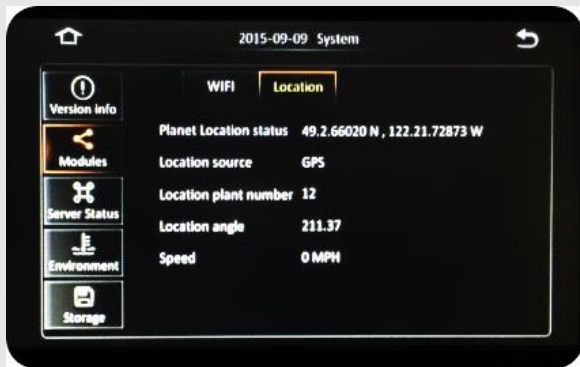 2015-09-09 System
WIFI Location
Version info
Modules
Server Status
Environment
Storage
Planet Location status 49.2.66020 N , 122.21.72873 W
Location source GPS
Location plant number 12
Location angle 211.37
Speed 0 MPH